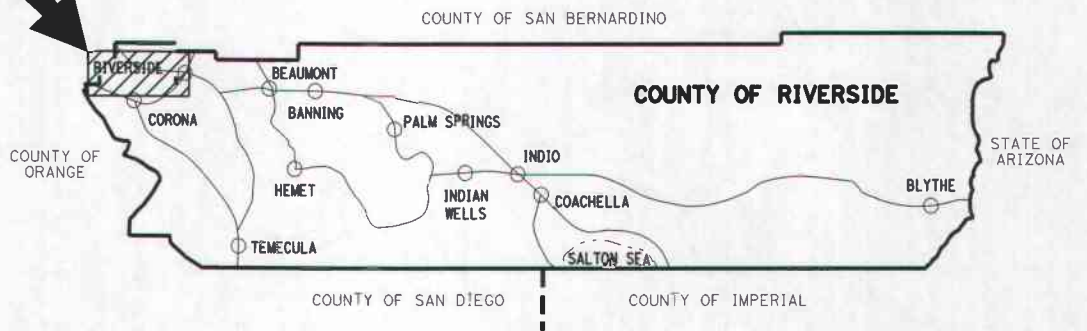 COUNTY OF SAN BERNARDINO
RIVERSIDE
BEAUMONT
COUNTY OF RIVERSIDE
CORONA
BANNING
PALM SPRINGS
COUNTY OF
ORANGE
STATE OF
ARIZONA
INDIO
HEMET
INDIAN
WELLS
COACHELLA
BLYTHE
TEMECULA
SALTON SEA
COUNTY OF SAN DIEGO
COUNTY OF IMPERIAL